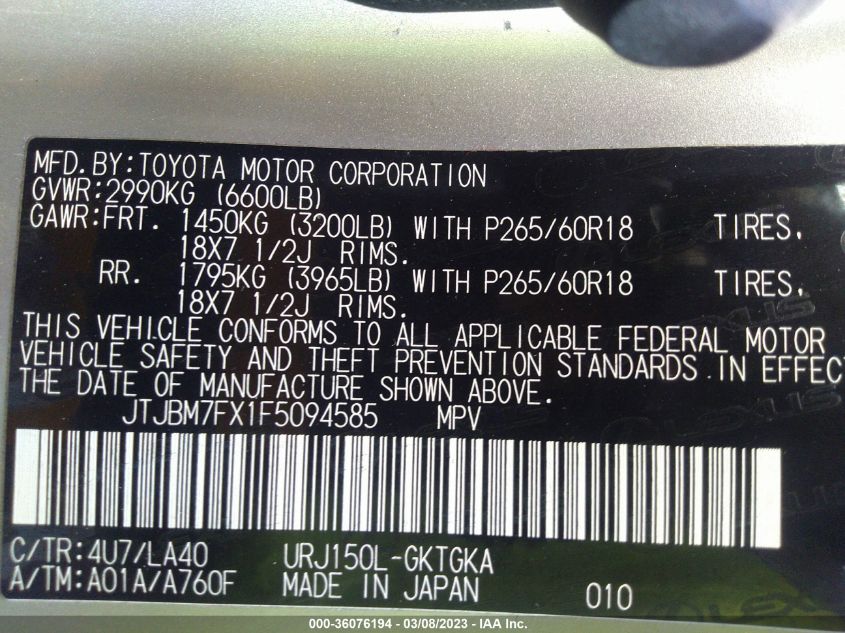 MFD.BY:TOYOTA MOTOR CORPORATION
GVWR:2990KG (6600LB)
GAWR:FRT. 1450KG (3200LB) WITH P265/60R18 TIRES,
18X7 1/2J RIMS.
RR. 1795KG (3965LB) WITH P265/60R18 TIRES,
18X7 1/2J RIMS.
THIS VEHICLE CONFORMS TO ALL APPLICABLE FEDERAL MOTOR
VEHICLE SAFETY AND THEFT PREVENTION STANDARDS IN EFFEC
THE DATE OF MANUFACTURE SHOWN ABOVE.
JTJBM7FX1F5094585 MPV
C/TR:4U7/LA40 URJ150L-GKTGKA
A/TM:A01A/A760F MADE IN JAPAN 010
LEXUS
000-36076194 - 03/08/2023 - IAA Inc.